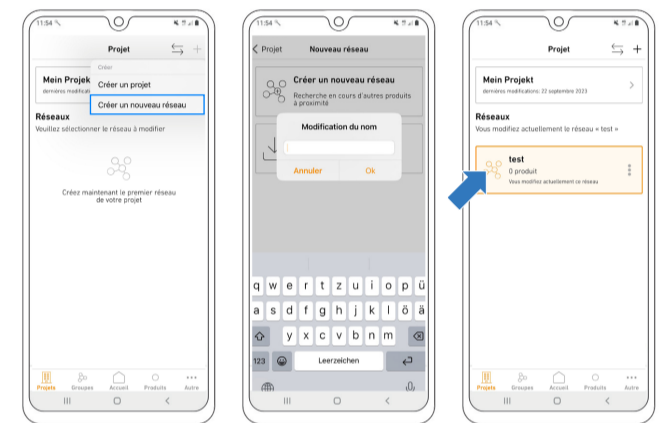 11:54
Projet
Créer
Créer un projet
Créer un nouveau réseau
Mein Projek
dernières modificat
Réseaux
Veuillez sélectionner le réseau à modifier
Créez maintenant le premier réseau
de votre projet
Projets Groupes Accueil Produits Autre
11:54
Projet Nouveau réseau
Créer un nouveau réseau
Recherche en cours d'autres produits
à proximité
Modification du nom
Annuler Ok
q w e r t z u i o p ü
a s d f g h j k l ö ä
y x c v b n m
123 Leerzeichen
11:54
Projet
Mein Projekt
dernières modifications: 22 septembre 2023
Réseaux
Vous modifiez actuellement le réseau « test »
test
0 produit
Vous modifiez actuellement ce réseau
Projets Groupes Accueil Produits Autre